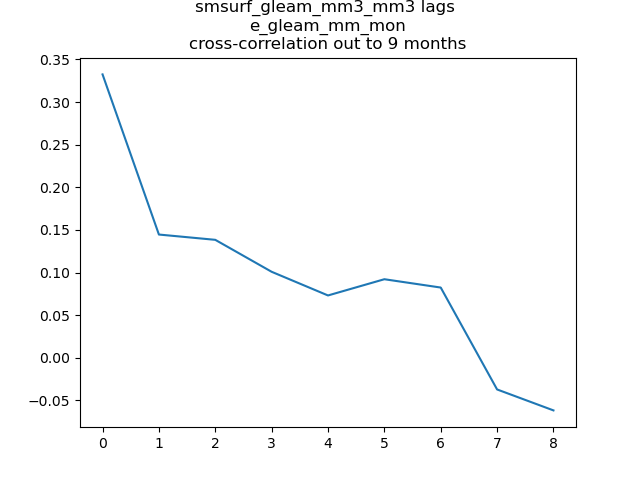 smsurf_gleam_mm3_mm3 lags
e_gleam_mm_mon
cross-correlation out to 9 months
0.35
0.30
0.25
0.20
0.15
0.10
0.05
0.00
−0.05
0 1 2 3 4 5 6 7 8